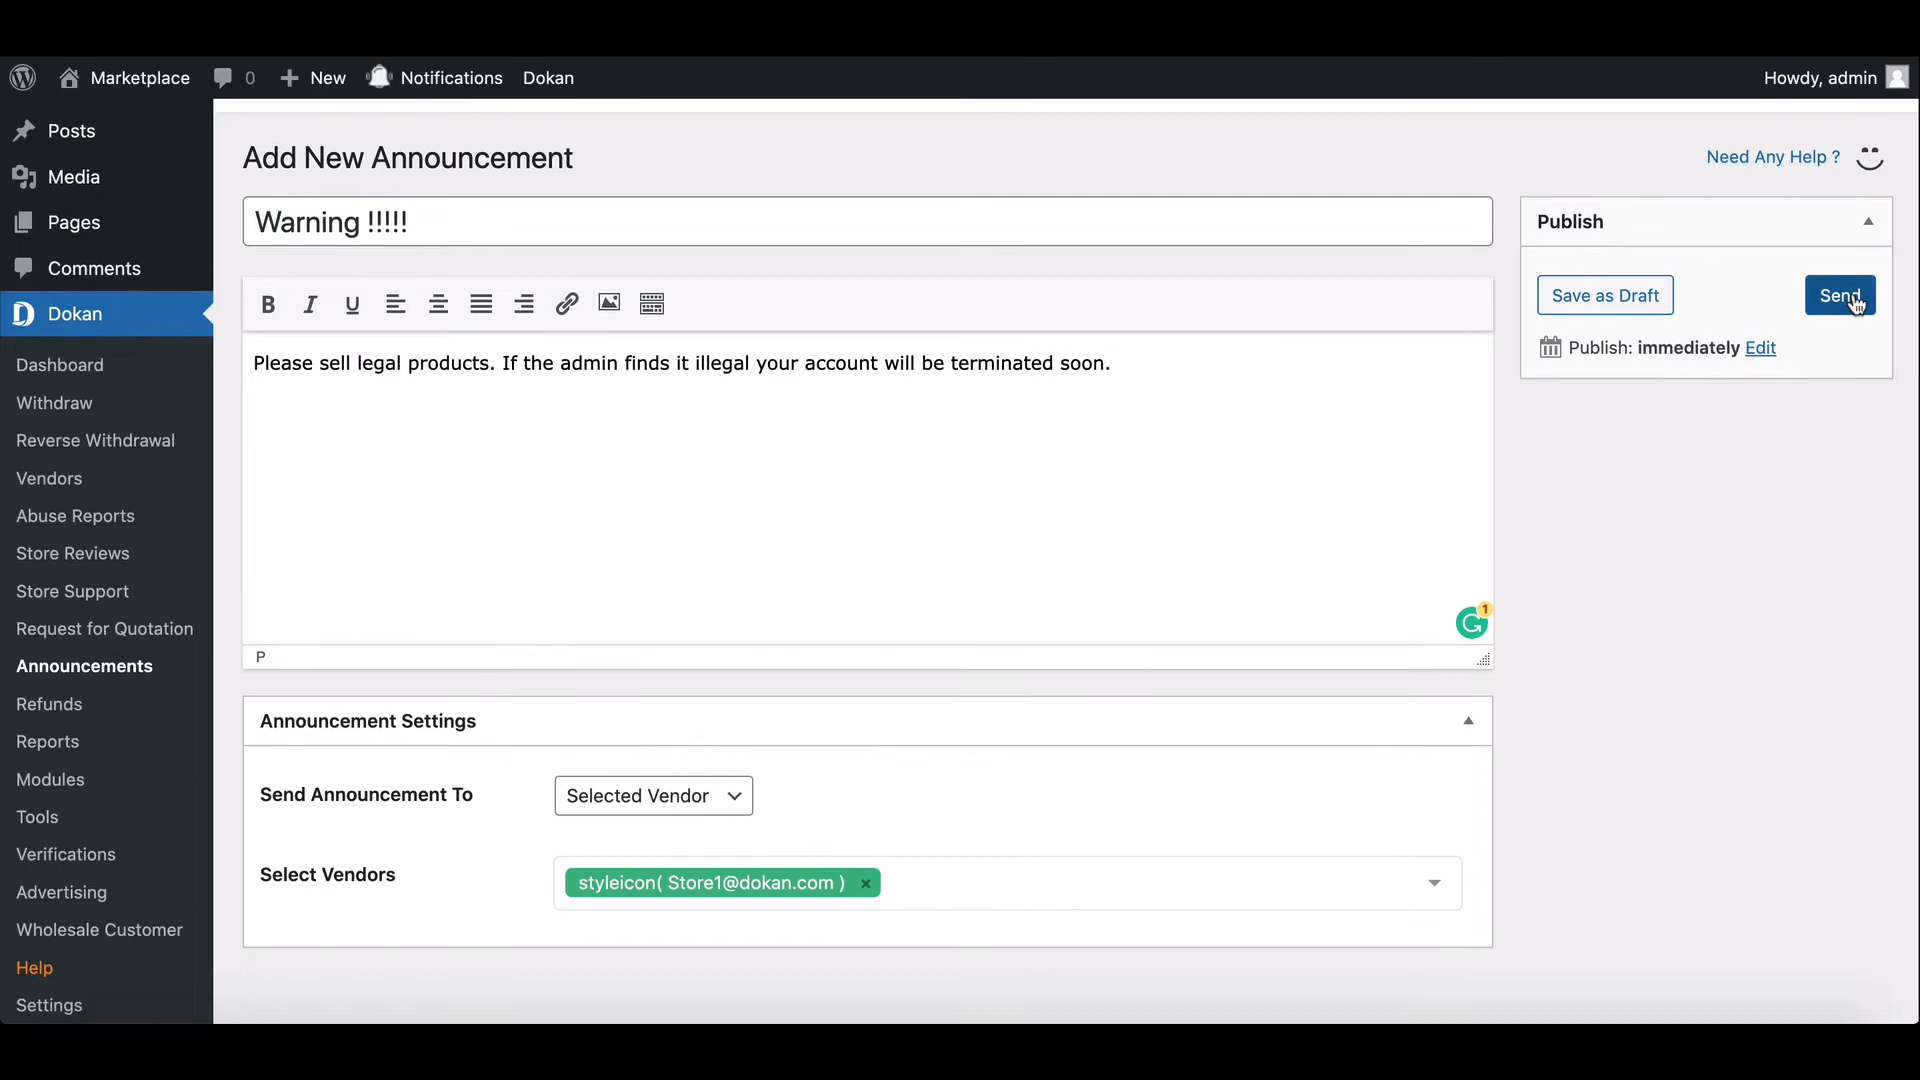 Marketplace 0 New Notifications Dokan Howdy, admin
Posts
Media
Pages
Comments
Dokan
Dashboard
Withdraw
Reverse Withdrawal
Vendors
Abuse Reports
Store Reviews
Store Support
Request for Quotation
Announcements
Refunds
Reports
Modules
Tools
Verifications
Advertising
Wholesale Customer
Help
Settings
Add New Announcement
Need Any Help ?
Warning !!!!!
B I U
Please sell legal products. If the admin finds it illegal your account will be terminated soon.
1
P
Publish
Save as Draft Send
Publish: immediately Edit
Announcement Settings
Send Announcement To Selected Vendor
Select Vendors styleicon( Store1@dokan.com ) ×